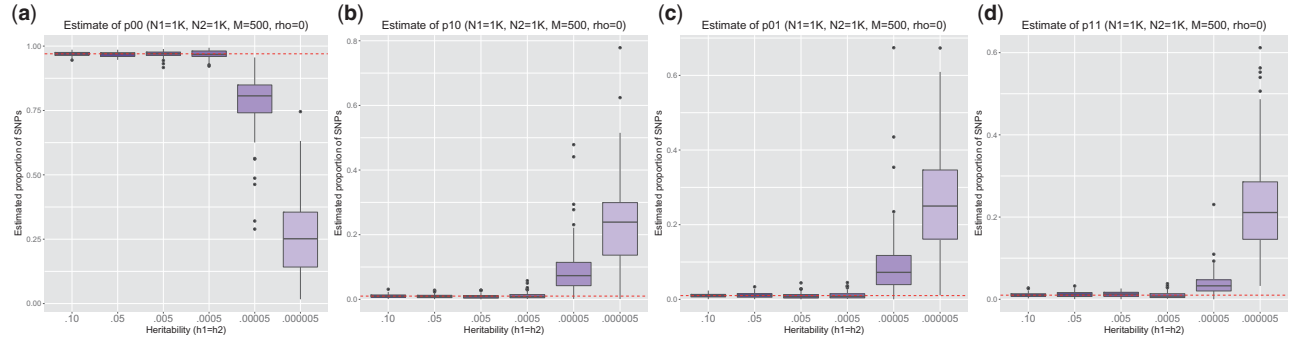 (a)
Estimate of p00 (N1=1K, N2=1K, M=500, rho=0)
Estimated proportion of SNPs
1.00
0.75
0.50
0.25
0.00
.10 .05 .005 .0005 .00005 .000005
Heritability (h1=h2)
(b)
Estimate of p10 (N1=1K, N2=1K, M=500, rho=0)
Estimated proportion of SNPs
0.8
0.6
0.4
0.2
0.0
.10 .05 .005 .0005 .00005 .000005
Heritability (h1=h2)
(c)
Estimate of p01 (N1=1K, N2=1K, M=500, rho=0)
Estimated proportion of SNPs
0.6
0.4
0.2
0.0
.10 .05 .005 .0005 .00005 .000005
Heritability (h1=h2)
(d)
Estimate of p11 (N1=1K, N2=1K, M=500, rho=0)
Estimated proportion of SNPs
0.6
0.4
0.2
0.0
.10 .05 .005 .0005 .00005 .000005
Heritability (h1=h2)